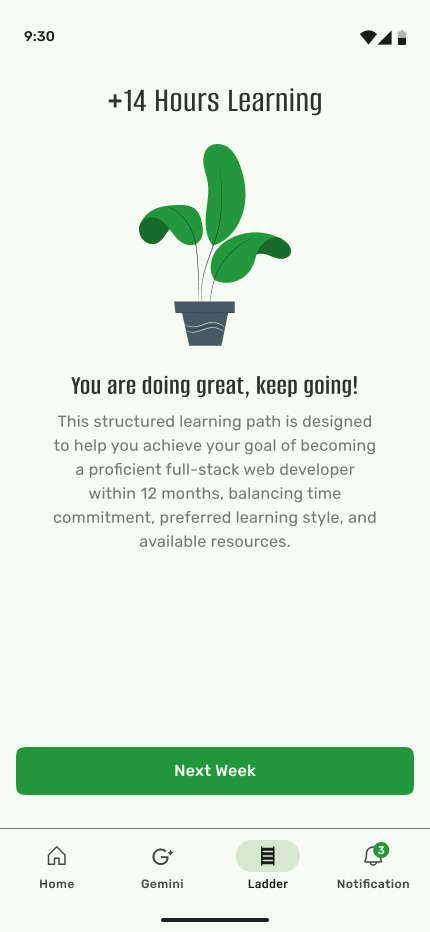 9:30
+14 Hours Learning
You are doing great, keep going!
This structured learning path is designed
to help you achieve your goal of becoming
a proficient full-stack web developer
within 12 months, balancing time
commitment, preferred learning style, and
available resources.
Next Week
3
Home
Gemini
Ladder
Notification